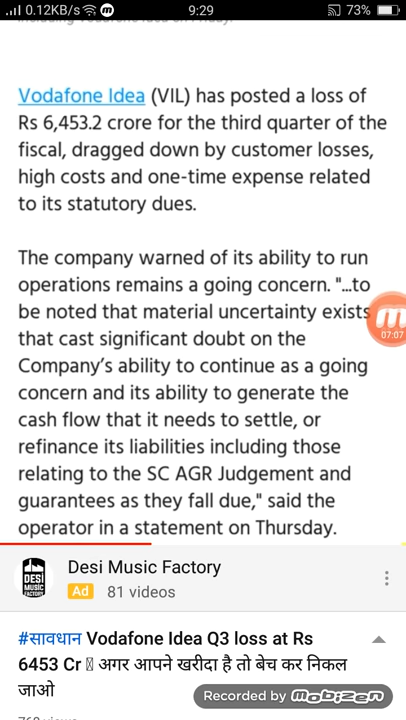 0.12K/s 9:29 73%
Vodafone Idea (VIL) has posted a loss of
Rs 6,453.2 crore for the third quarter of the
fiscal, dragged down by customer losses,
high costs and one-time expense related
to its statutory dues.
The company warned of its ability to run
operations remains a going concern. "...to
be noted that material uncertainty exists
that cast significant doubt on the
Company's ability to continue as a going
concern and its ability to generate the
cash flow that it needs to settle, or
refinance its liabilities including those
relating to the SC AGR Judgement and
guarantees as they fall due," said the
operator in a statement on Thursday.
07:07
DESI
MUSIC
FACTORY
Desi Music Factory
Ad 81 videos
#सावधान Vodafone Idea Q3 loss at Rs
6453 Cr अगर आपने खरीदा है तो बेच कर निकल
जाओ
Recorded by mobizen